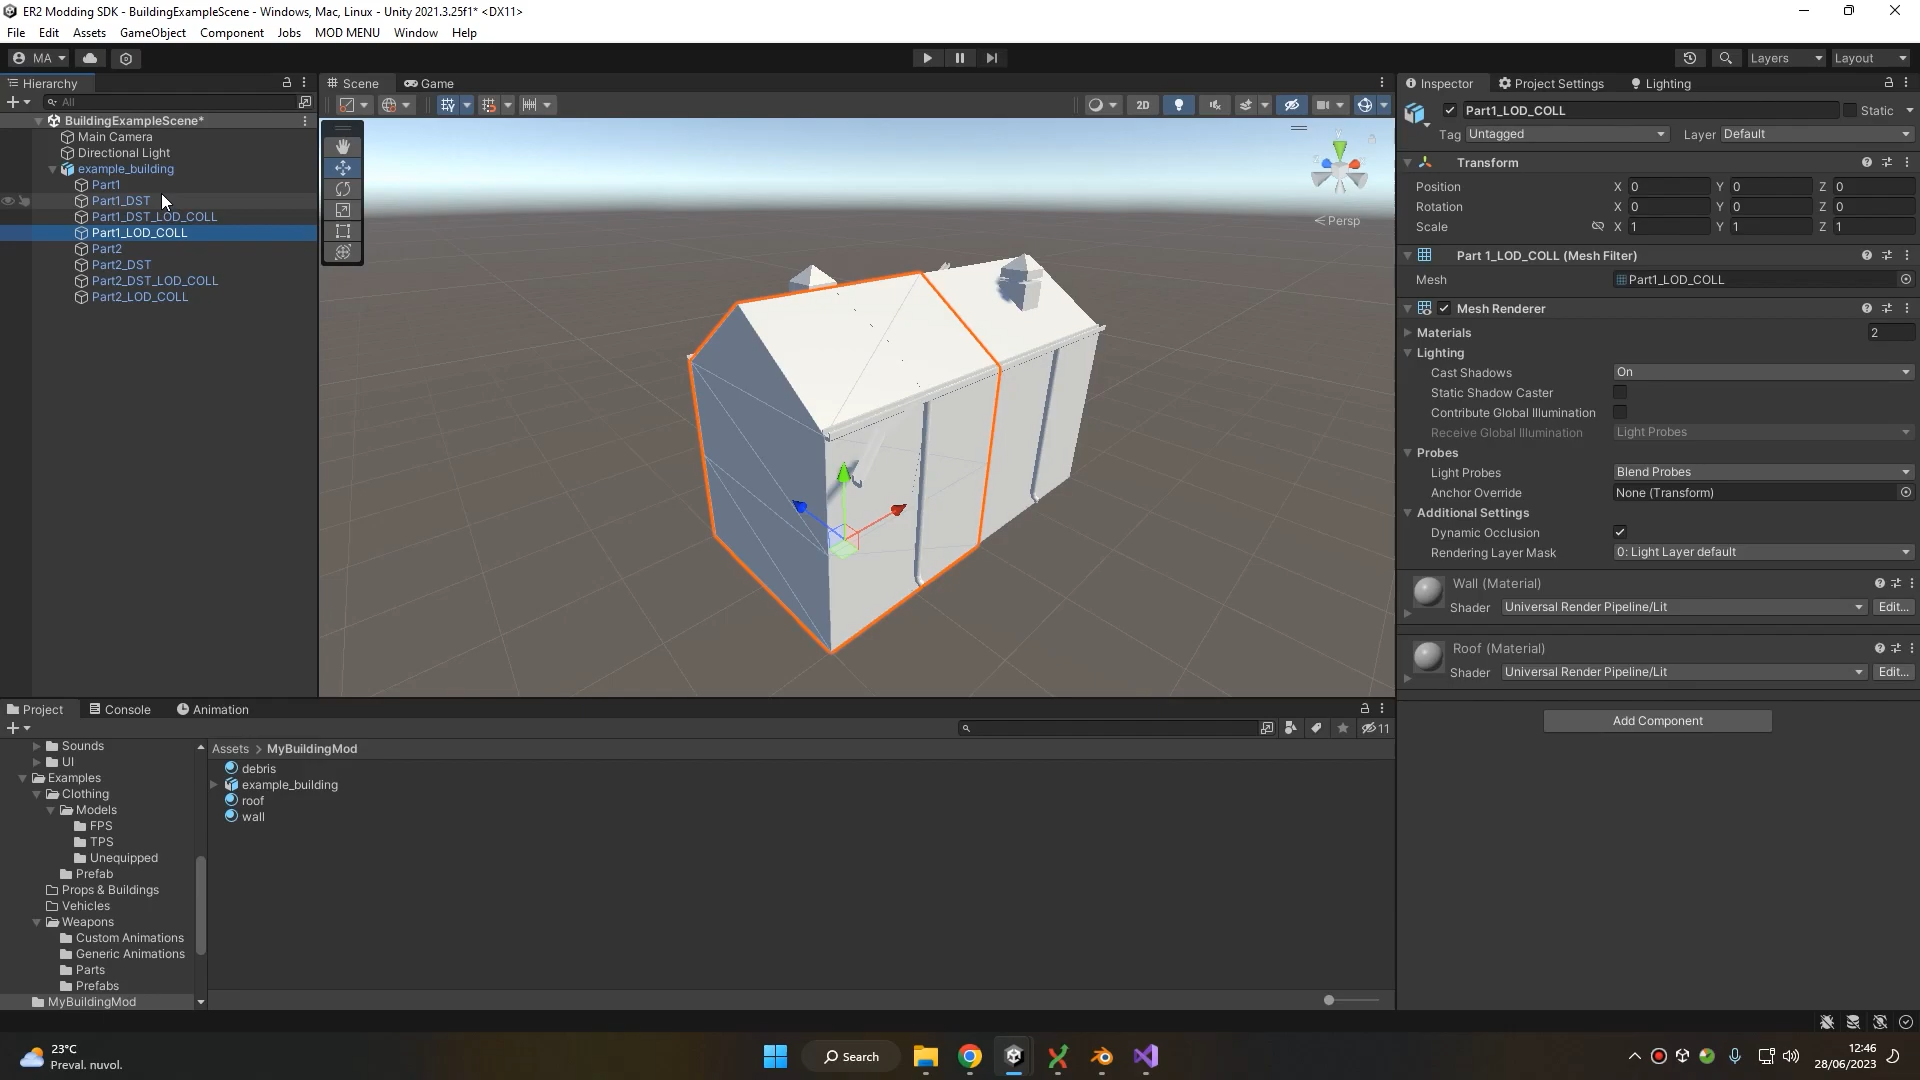 ER2 Modding SDK - BuildingExampleScene - Windows, Mac, Linux - Unity 2021.3.25f1* <DX11>
File Edit Assets GameObject Component Jobs MOD MENU Window Help
MA Layers Layout
Hierarchy
Scene Game
Inspector Project Settings Lighting
All
2D
BuildingExampleScene*
Main Camera
Directional Light
example_building
Part1
Part1_DST
Part1_DST_LOD_COLL
Part1_LOD_COLL
Part2
Part2_DST
Part2_DST_LOD_COLL
Part2_LOD_COLL
Persp
Part1_LOD_COLL Static
Tag Untagged Layer Default
Transform
Position X 0 Y 0 Z 0
Rotation X 0 Y 0 Z 0
Scale X 1 Y 1 Z 1
Part 1_LOD_COLL (Mesh Filter)
Mesh Part1_LOD_COLL
Mesh Renderer
Materials 2
Lighting
Cast Shadows On
Static Shadow Caster
Contribute Global Illumination
Receive Global Illumination Light Probes
Probes
Light Probes Blend Probes
Anchor Override None (Transform)
Additional Settings
Dynamic Occlusion
Rendering Layer Mask 0: Light Layer default
Wall (Material)
Shader Universal Render Pipeline/Lit Edit...
Roof (Material)
Shader Universal Render Pipeline/Lit Edit...
Add Component
Project Console Animation
11
Sounds
UI
Examples
Clothing
Models
FPS
TPS
Unequipped
Prefab
Props & Buildings
Vehicles
Weapons
Custom Animations
Generic Animations
Parts
Prefabs
MyBuildingMod
Assets > MyBuildingMod
debris
example_building
roof
wall
23°C
Preval. nuvol.
Search
12:46
28/06/2023